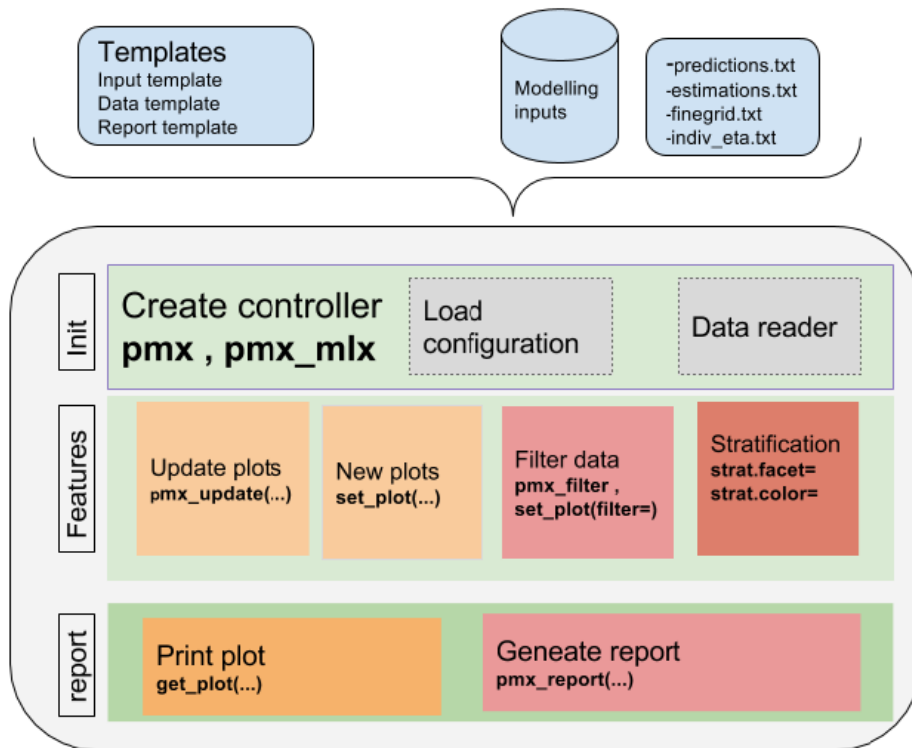 Templates
Input template
Data template
Report template
Modelling
inputs
-predictions.txt
-estimations.txt
-finegrid.txt
-indiv_eta.txt
Init
Create controller
pmx , pmx_mlx
Load
configuration
Data reader
Features
Update plots
pmx_update(...)
New plots
set_plot(...)
Filter data
pmx_filter ,
set_plot(filter=)
Stratification
strat.facet=
strat.color=
report
Print plot
get_plot(...)
Geneate report
pmx_report(...)